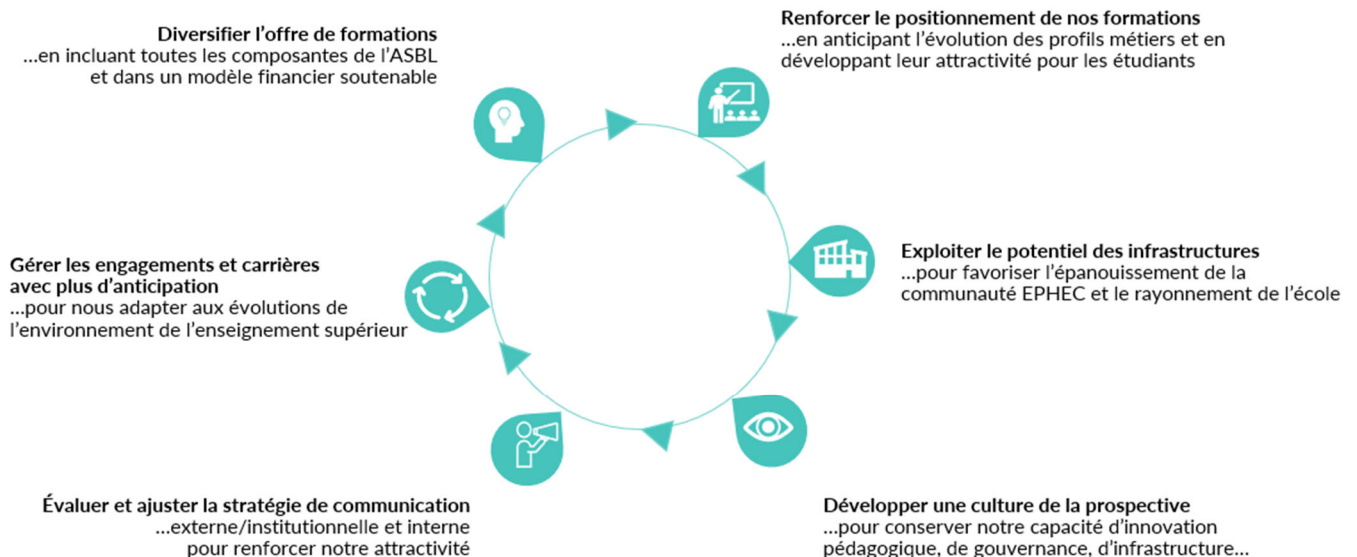 Diversifier l’offre de formations
...en incluant toutes les composantes de l’ASBL
et dans un modèle financier soutenable
Renforcer le positionnement de nos formations
...en anticipant l’évolution des profils métiers et en
développant leur attractivité pour les étudiants
Exploiter le potentiel des infrastructures
...pour favoriser l’épanouissement de la
communauté EPHEC et le rayonnement de l’école
Développer une culture de la prospective
...pour conserver notre capacité d’innovation
pédagogique, de gouvernance, d’infrastructure...
Évaluer et ajuster la stratégie de communication
...externe/institutionnelle et interne
pour renforcer notre attractivité
Gérer les engagements et carrières
avec plus d’anticipation
...pour nous adapter aux évolutions de
l’environnement de l’enseignement supérieur